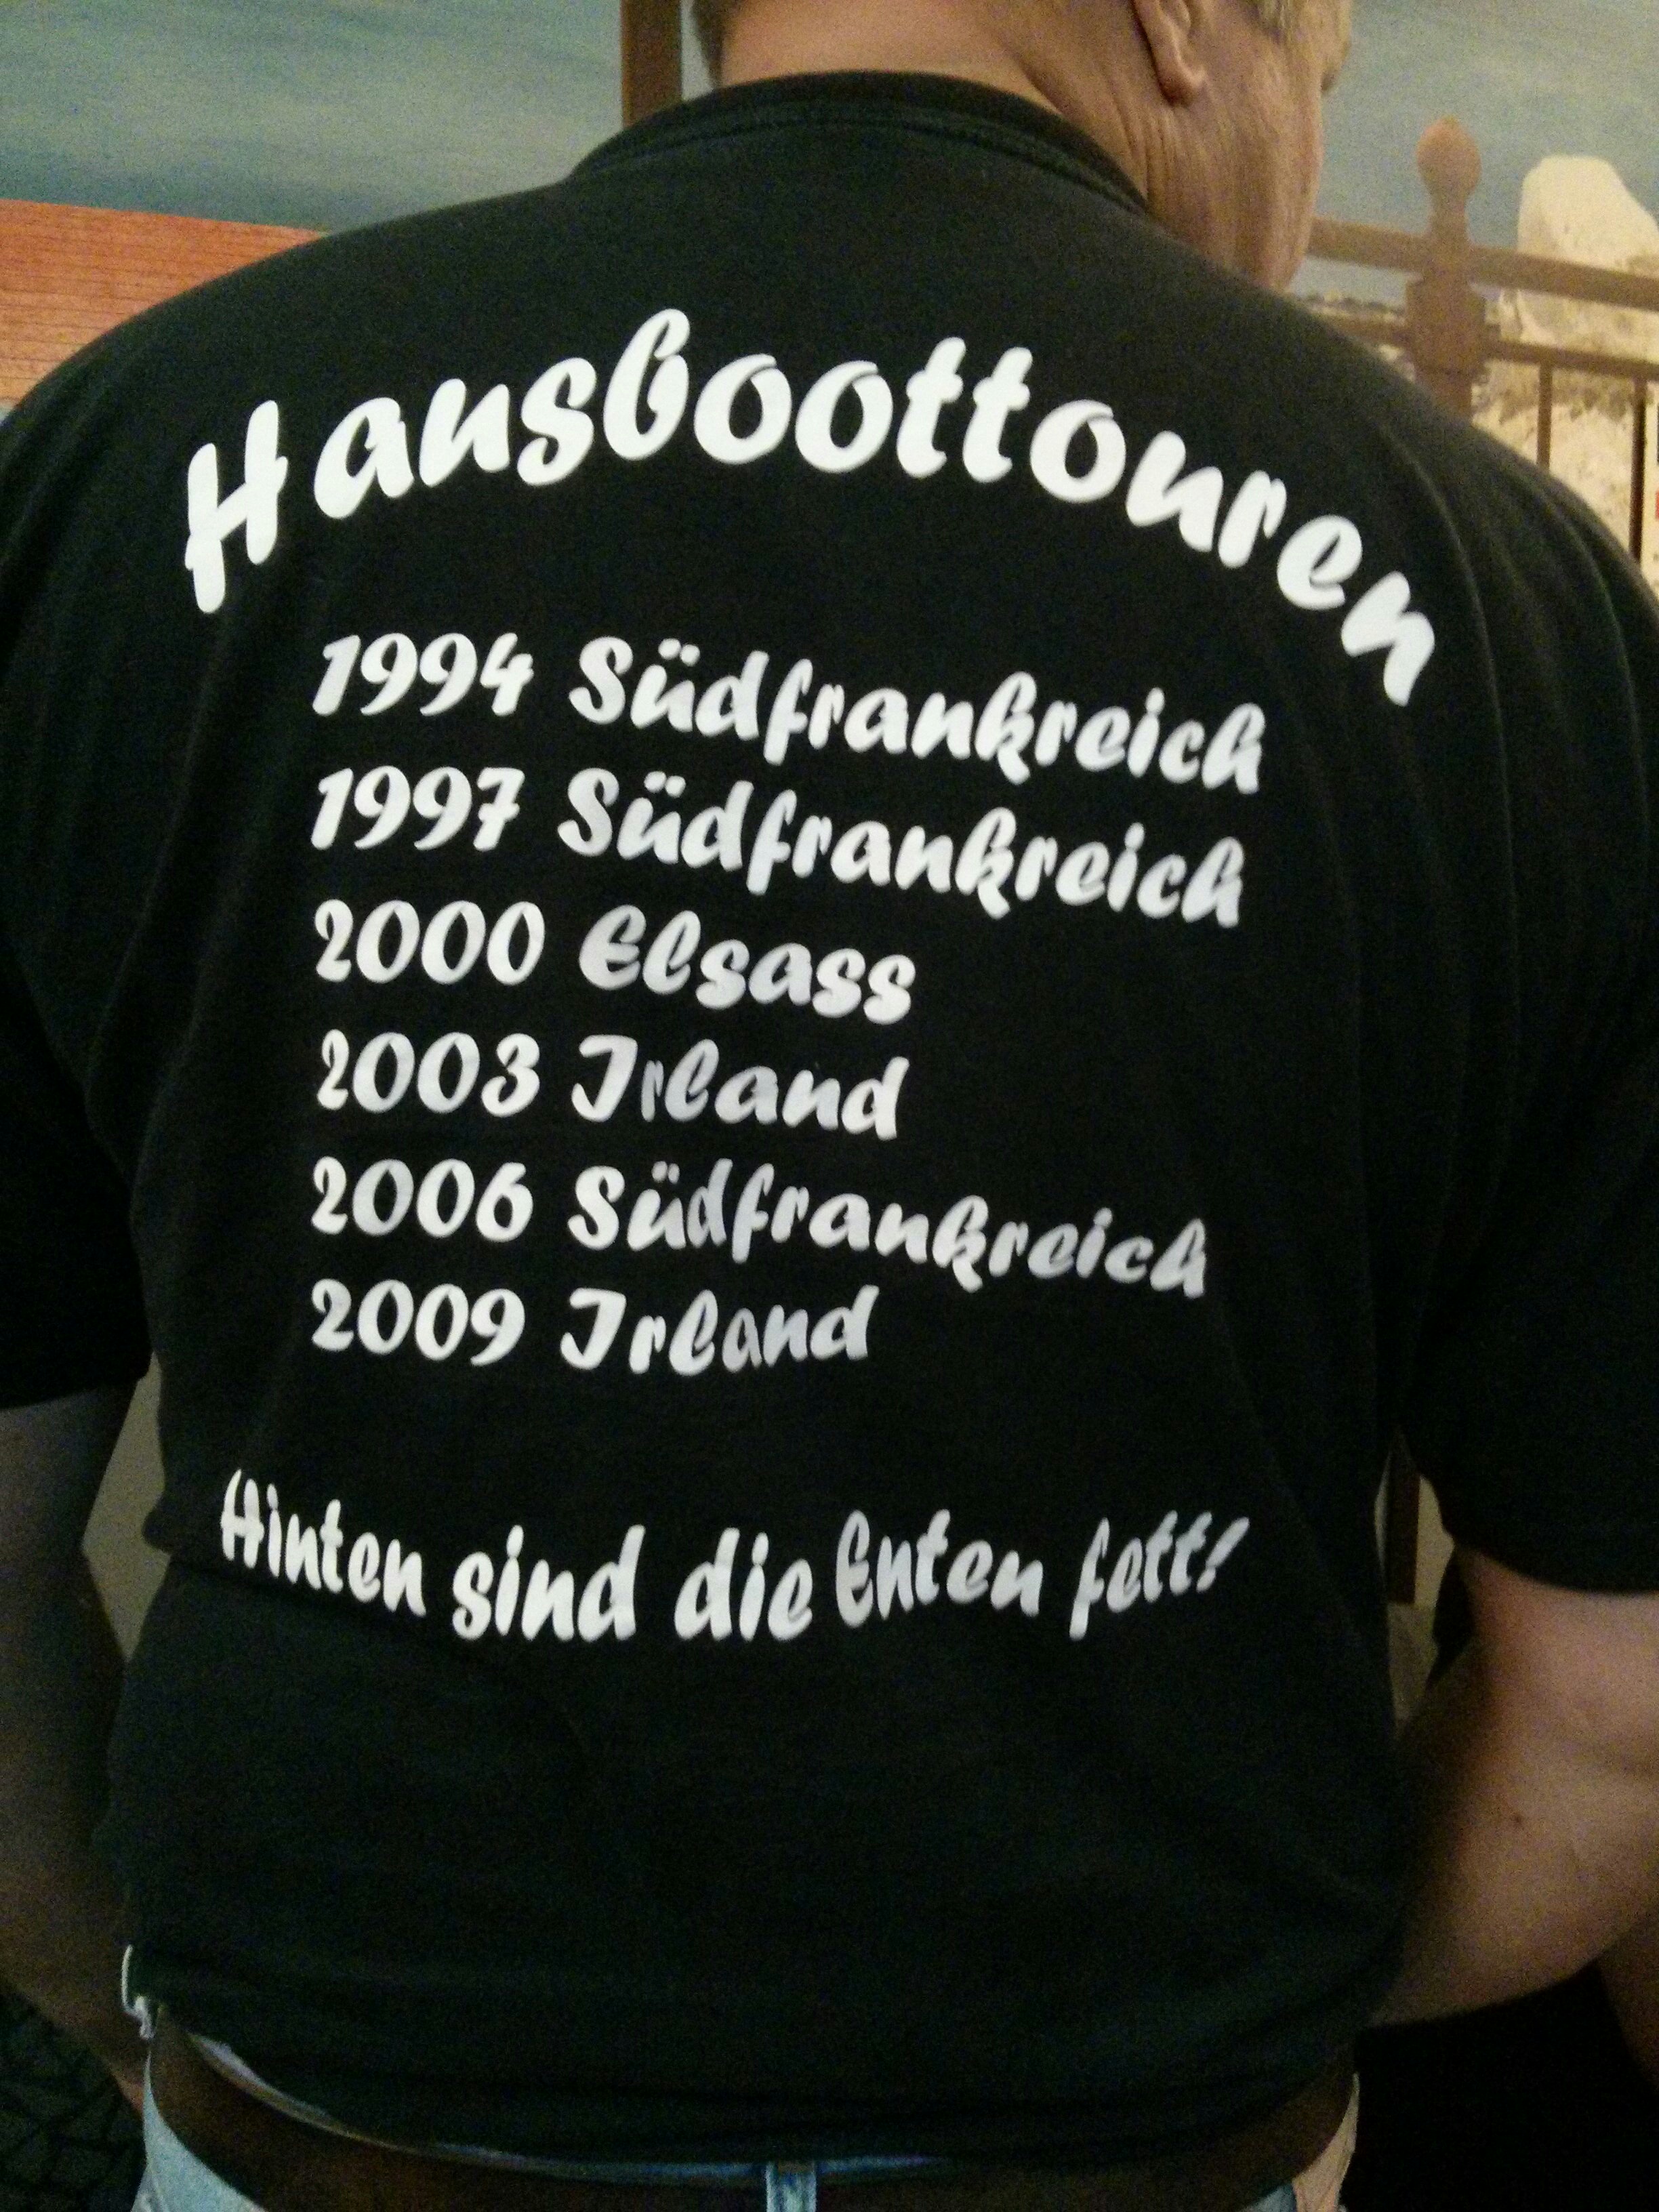 Hausboottouren
1994 Südfrankreich
1997 Südfrankreich
2000 Elsass
2003 Irland
2006 Südfrankreich
2009 Irland
Hinten sind die Enten fett!